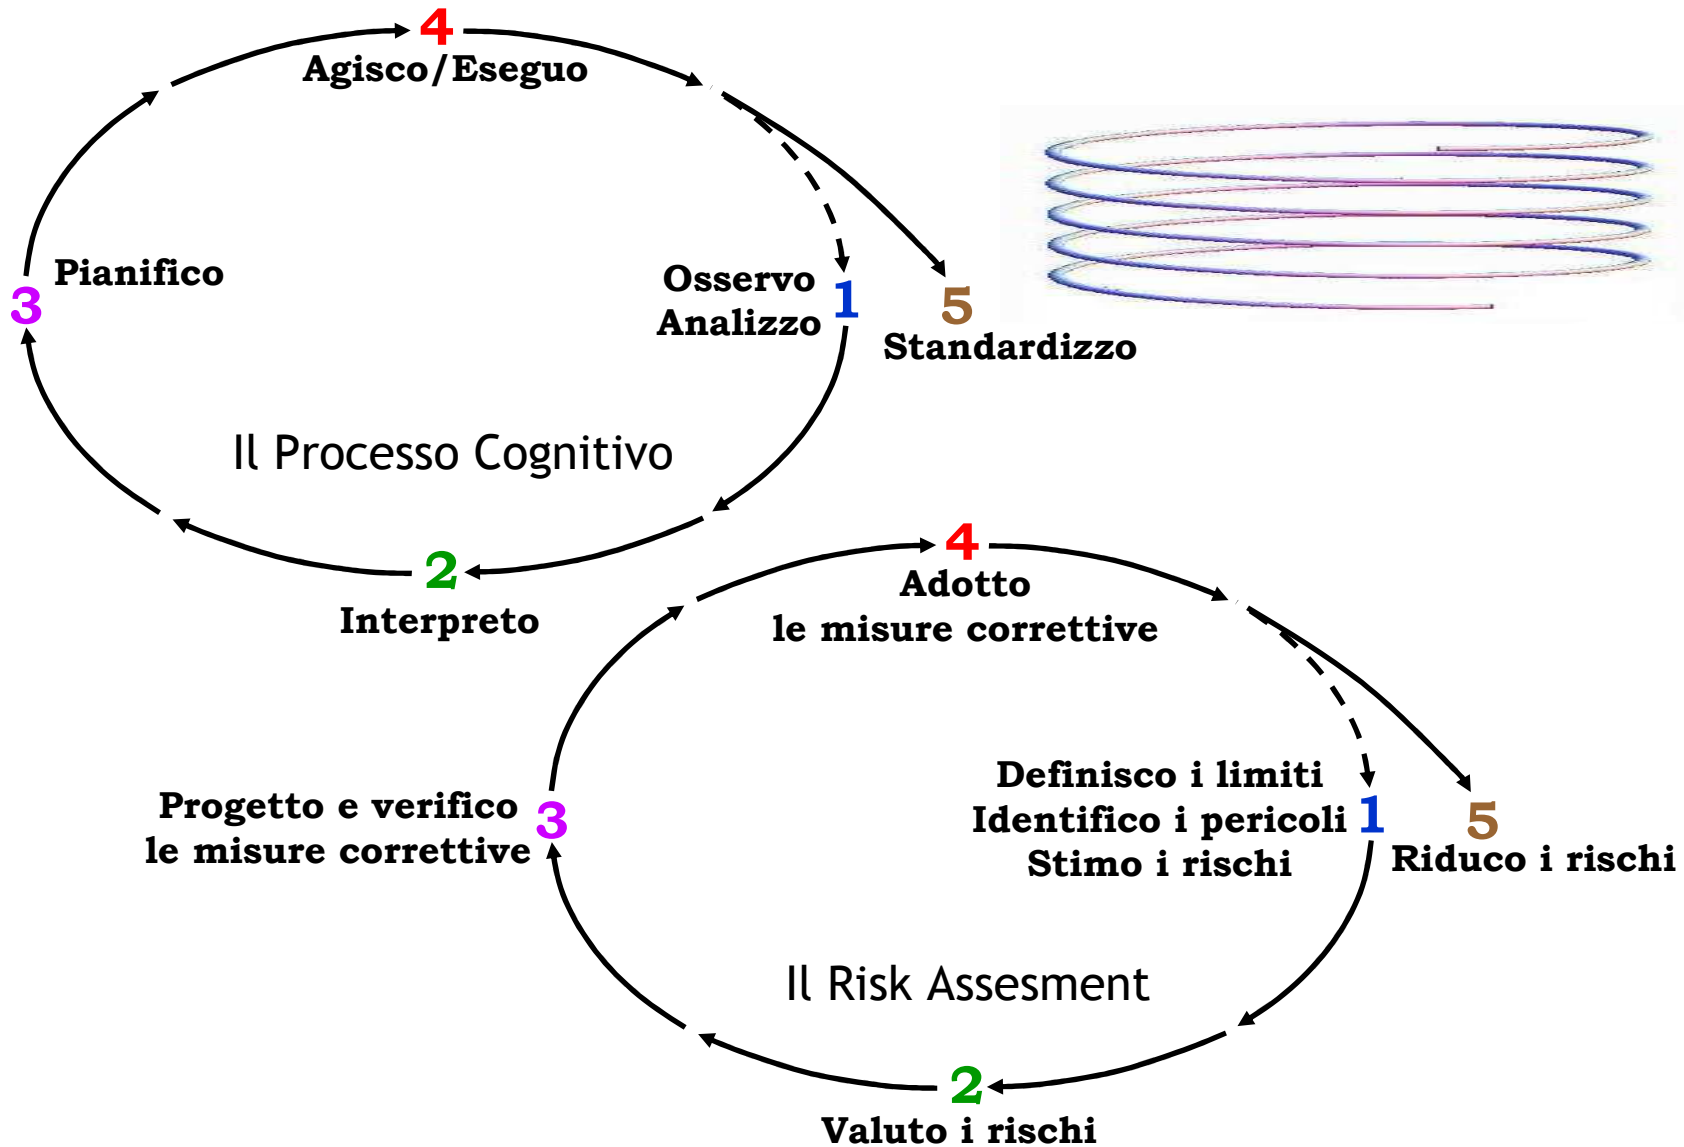 4
Agisco/Eseguo
Pianifico
3
Osservo
Analizzo
1
5
Standardizzo
Il Processo Cognitivo
2
Interpreto
4
Adotto
le misure correttive
Progetto e verifico
le misure correttive
3
Definisco i limiti
Identifico i pericoli
Stimo i rischi
1
5
Riduco i rischi
Il Risk Assesment
2
Valuto i rischi